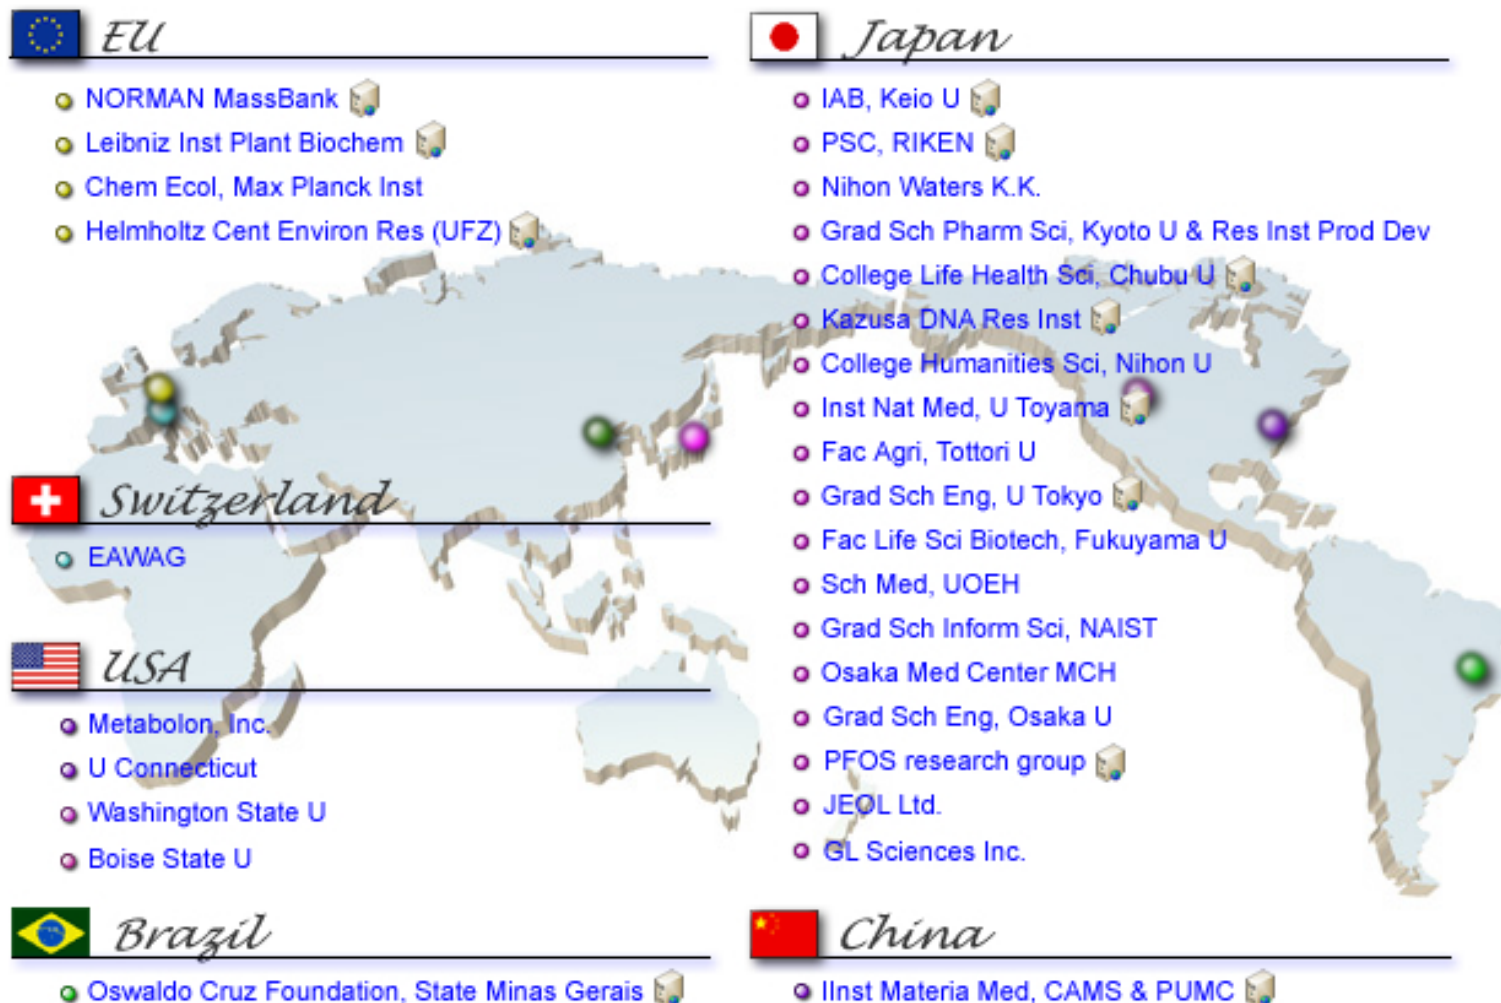 EU
NORMAN MassBank
Leibniz Inst Plant Biochem
Chem Ecol, Max Planck Inst
Helmholtz Cent Environ Res (UFZ)
Switzerland
EAWAG
USA
Metabolon, Inc.
U Connecticut
Washington State U
Boise State U
Brazil
Oswaldo Cruz Foundation, State Minas Gerais
Japan
IAB, Keio U
PSC, RIKEN
Nihon Waters K.K.
Grad Sch Pharm Sci, Kyoto U & Res Inst Prod Dev
College Life Health Sci, Chubu U
Kazusa DNA Res Inst
College Humanities Sci, Nihon U
Inst Nat Med, U Toyama
Fac Agri, Tottori U
Grad Sch Eng, U Tokyo
Fac Life Sci Biotech, Fukuyama U
Sch Med, UOEH
Grad Sch Inform Sci, NAIST
Osaka Med Center MCH
Grad Sch Eng, Osaka U
PFOS research group
JEOL Ltd.
GL Sciences Inc.
China
IInst Materia Med, CAMS & PUMC